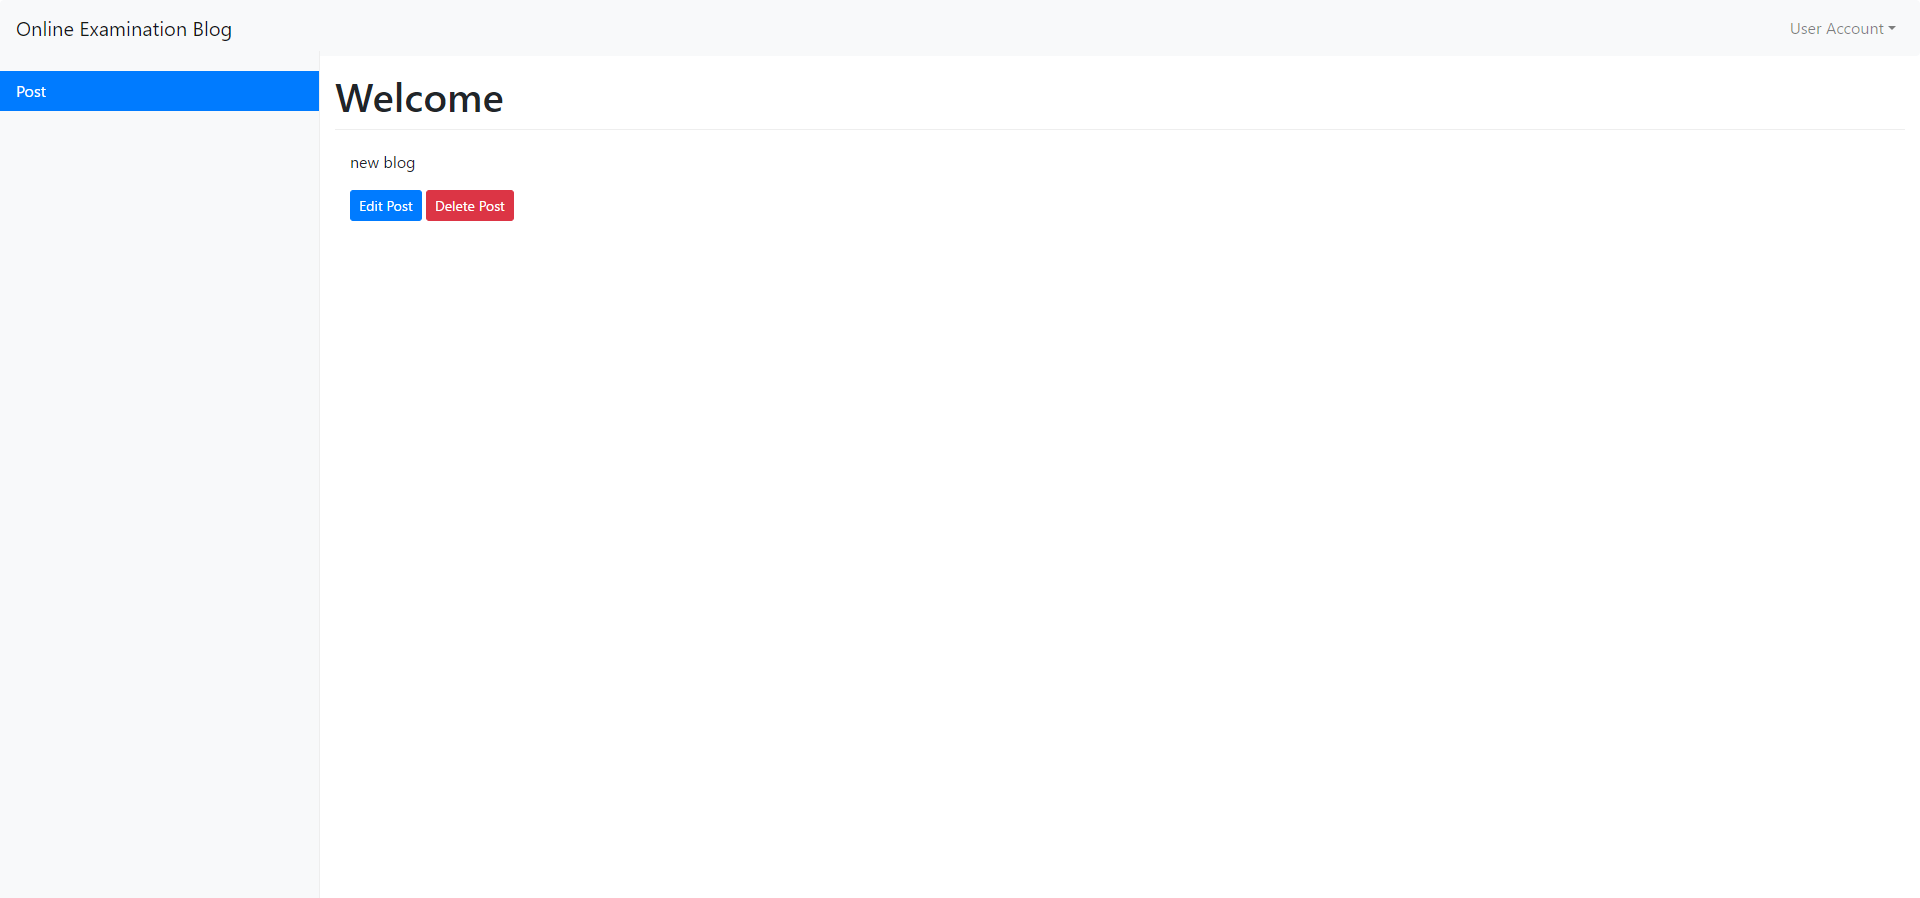 Online Examination Blog
User Account
Post
Welcome
new blog
Edit Post Delete Post